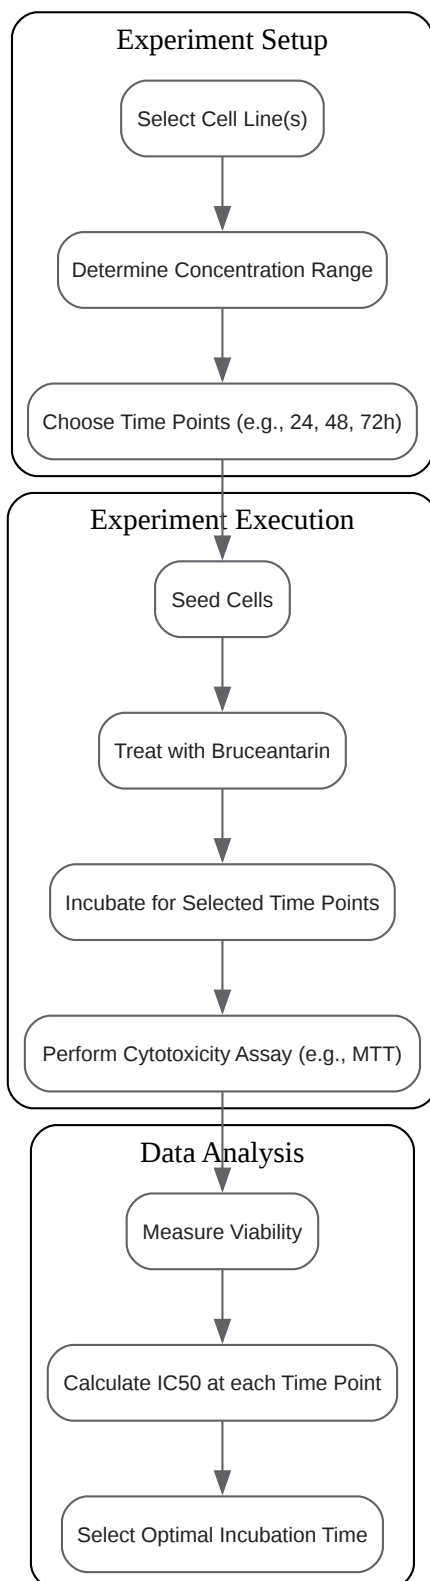 Experiment Setup
Select Cell Line(s)
Determine Concentration Range
Choose Time Points (e.g., 24, 48, 72h)
Experiment Execution
Seed Cells
Treat with Bruceantarin
Incubate for Selected Time Points
Perform Cytotoxicity Assay (e.g., MTT)
Data Analysis
Measure Viability
Calculate IC50 at each Time Point
Select Optimal Incubation Time